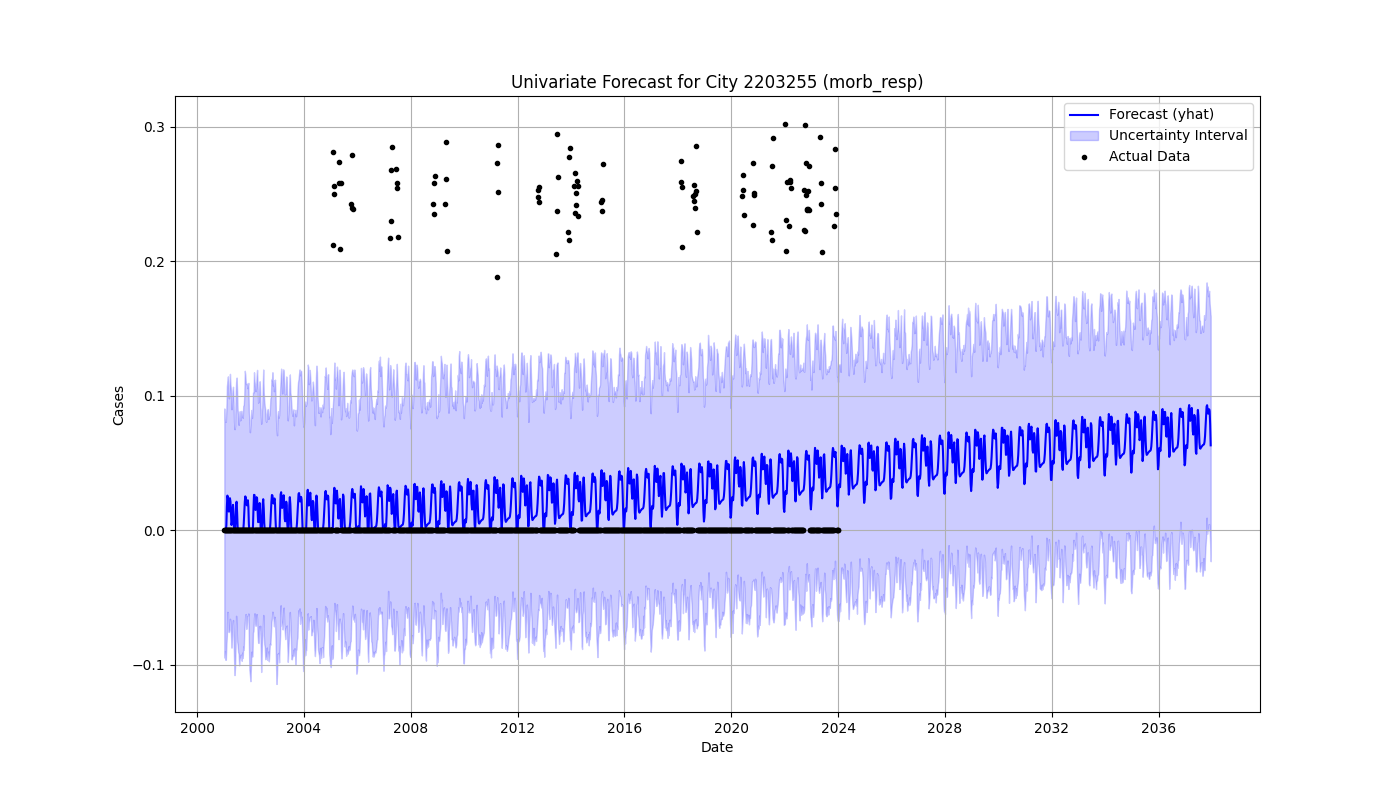 Univariate Forecast for City 2203255 (morb_resp)
Forecast (yhat)
Uncertainty Interval
Actual Data
Cases
0.3
0.2
0.1
0.0
−0.1
2000 2004 2008 2012 2016 2020 2024 2028 2032 2036
Date